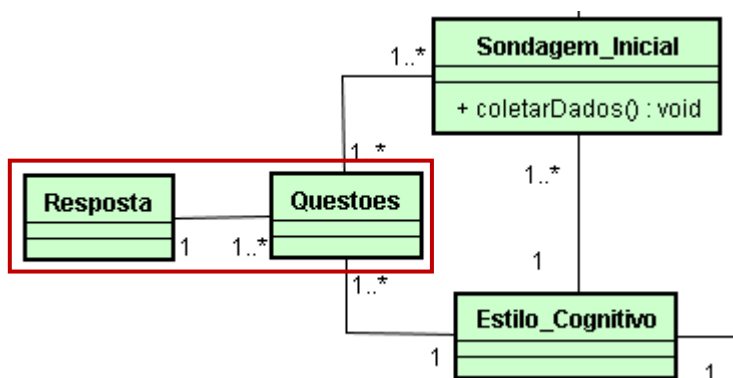 Sondagem_Inicial
1..*
+ coletarDados() : void
1..*
1..*
Resposta
Questoes
1
1..*
1
1..*
Estilo_Cognitivo
1
1